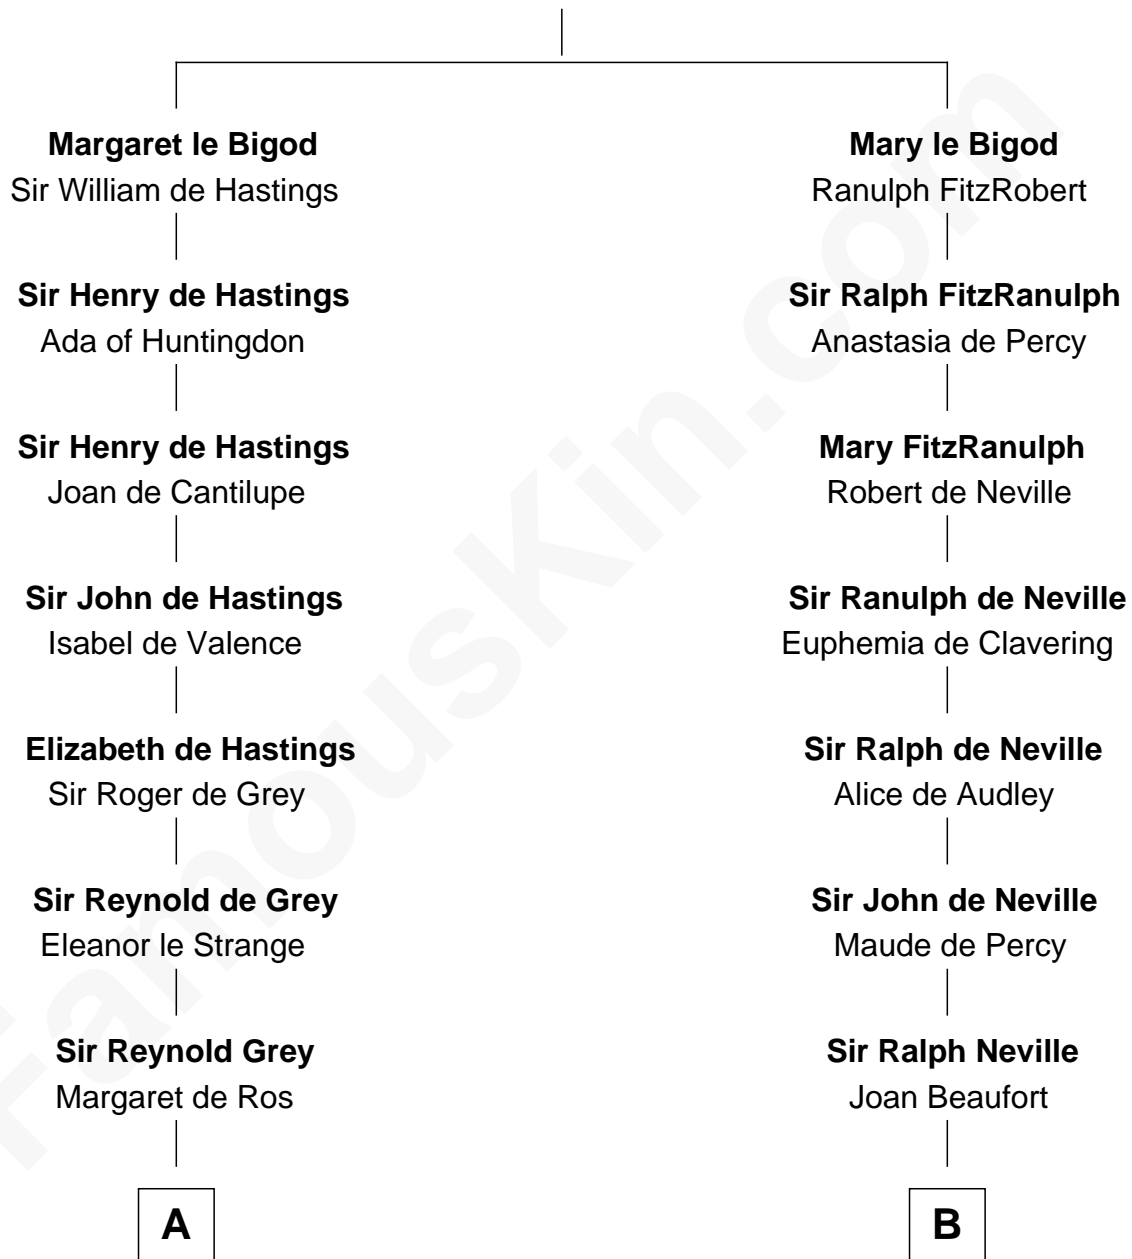 Margaret le Bigod
Sir William de Hastings
Sir Henry de Hastings
Ada of Huntingdon
Sir Henry de Hastings
Joan de Cantilupe
Sir John de Hastings
Isabel de Valence
Elizabeth de Hastings
Sir Roger de Grey
Sir Reynold de Grey
Eleanor le Strange
Sir Reynold Grey
Margaret de Ros
A
Mary le Bigod
Ranulph FitzRobert
Sir Ralph FitzRanulph
Anastasia de Percy
Mary FitzRanulph
Robert de Neville
Sir Ranulph de Neville
Euphemia de Clavering
Sir Ralph de Neville
Alice de Audley
Sir John de Neville
Maude de Percy
Sir Ralph Neville
Joan Beaufort
B
FamousKin.com